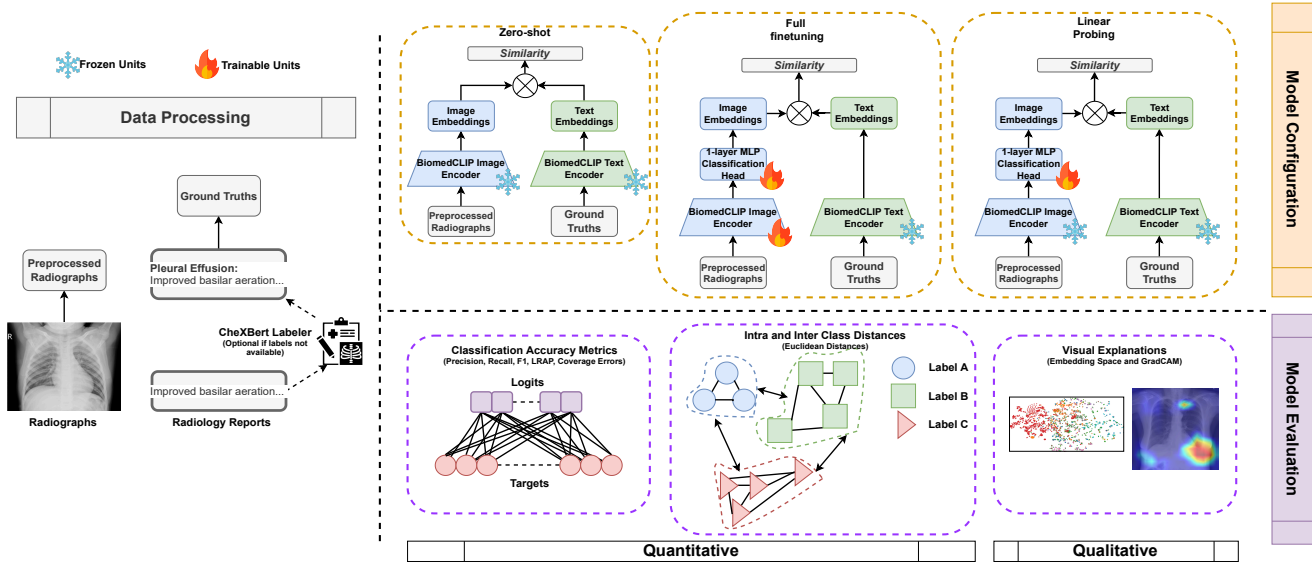 Frozen Units
Trainable Units
Data Processing
Ground Truths
Preprocessed
Radiographs
Pleural Effusion:
Improved basilar aeration...
CheXBert Labeler
(Optional if labels not
available)
Improved basilar aeration...
R
Radiographs
Radiology Reports
Zero-shot
Similarity
Image
Embeddings
Text
Embeddings
BiomedCLIP Image
Encoder
BiomedCLIP Text
Encoder
Preprocessed
Radiographs
Ground
Truths
Full
finetuning
Similarity
Image
Embeddings
Text
Embeddings
1-layer MLP
Classification
Head
BiomedCLIP Image
Encoder
BiomedCLIP Text
Encoder
Preprocessed
Radiographs
Ground
Truths
Linear
Probing
Similarity
Image
Embeddings
Text
Embeddings
1-layer MLP
Classification
Head
BiomedCLIP Image
Encoder
BiomedCLIP Text
Encoder
Preprocessed
Radiographs
Ground
Truths
Model Configuration
Classification Accuracy Metrics
(Precision, Recall, F1, LRAP, Coverage Errors)
Logits
Targets
Intra and Inter Class Distances
(Euclidean Distances)
Label A
Label B
Label C
Visual Explanations
(Embedding Space and GradCAM)
Model Evaluation
Quantitative
Qualitative